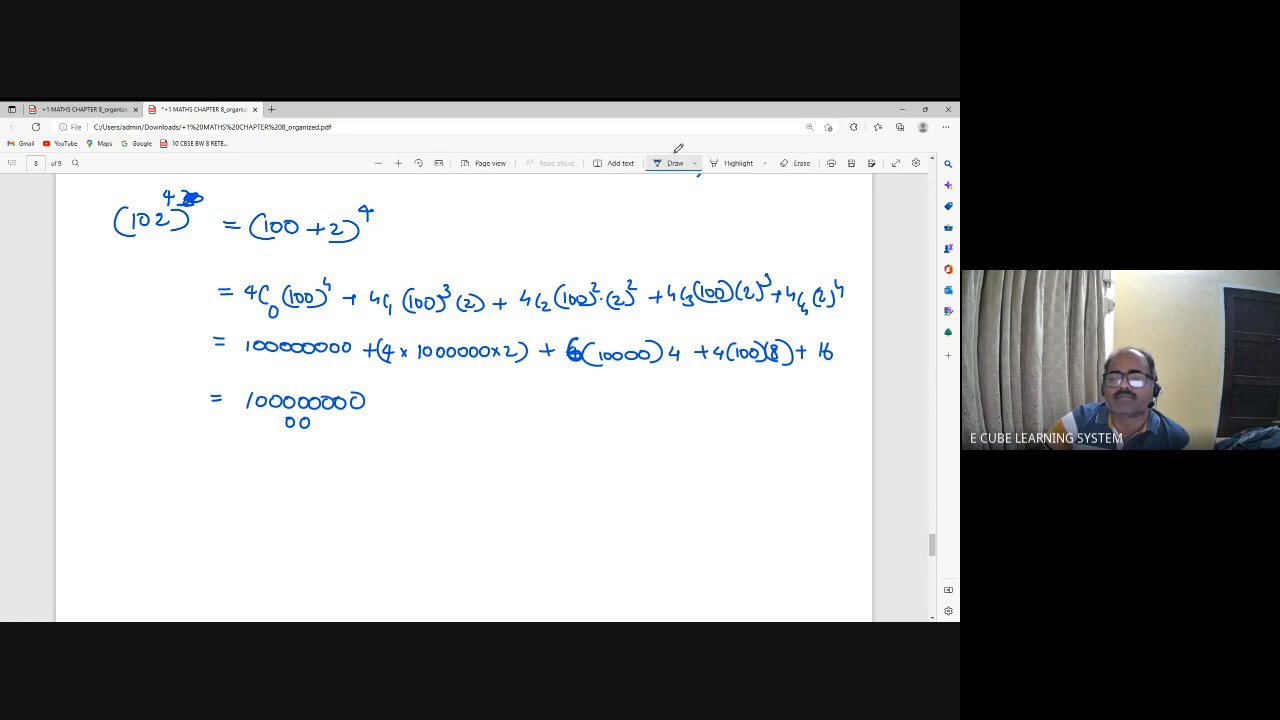 +1 MATHS CHAPTER 8_organize
*+1 MATHS CHAPTER 8_organiz
File C:/Users/admin/Downloads/+1%20MATHS%20CHAPTER%208_organized.pdf
Gmail YouTube Maps Google 10 CBSE BW 8 RETE...
8 of 9 Page view Read aloud Add text Draw Highlight Erase
(102)^4 = (100 + 2)^4
= 4C0 (100)^4 + 4C1 (100)^3 (2) + 4C2 (100)^2 · (2)^2 + 4C3 (100) (2)^3 + 4C4 (2)^4
= 100000000 + (4 × 1000000 × 2) + 6 (10000) 4 + 4 (100) (8) + 16
= 100000000
00
E CUBE LEARNING SYSTEM